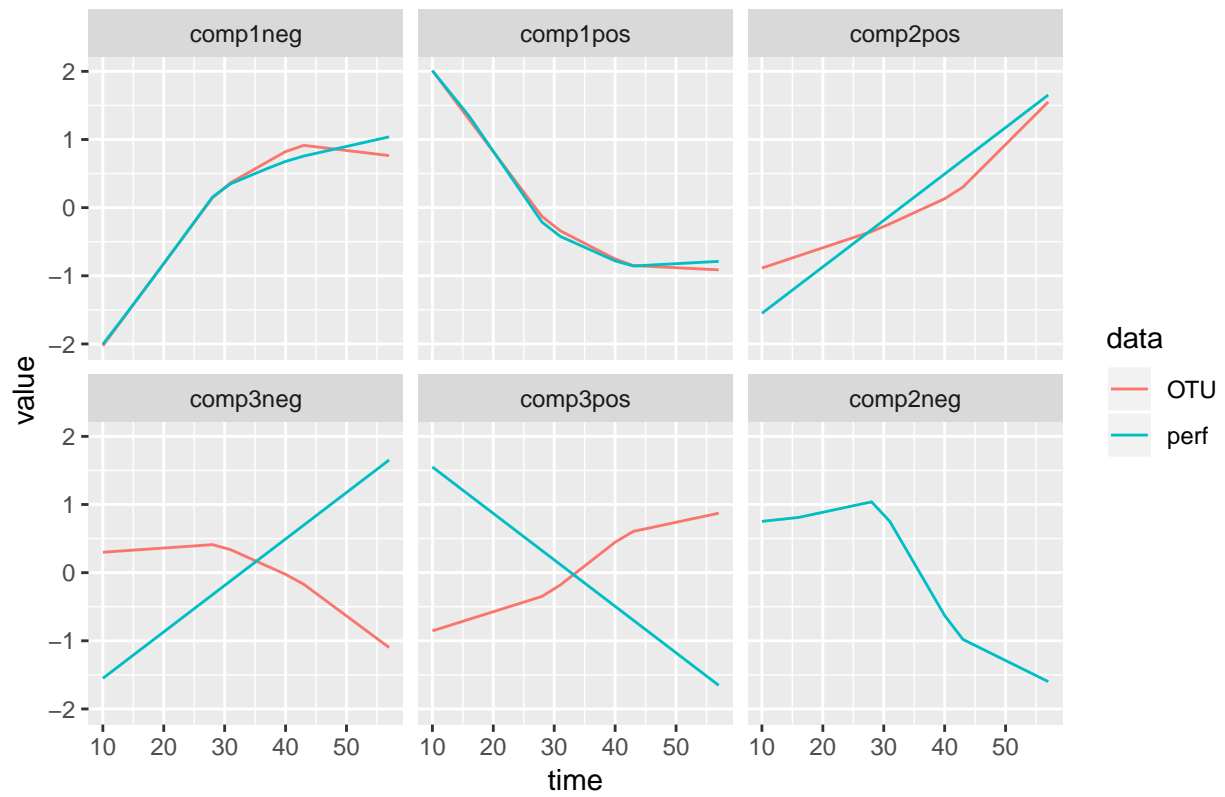 comp1neg comp1pos comp2pos
2
1
0
−1
−2
value
comp3neg comp3pos comp2neg
2
1
0
−1
−2
10 20 30 40 50 10 20 30 40 50 10 20 30 40 50
time
data
OTU
perf